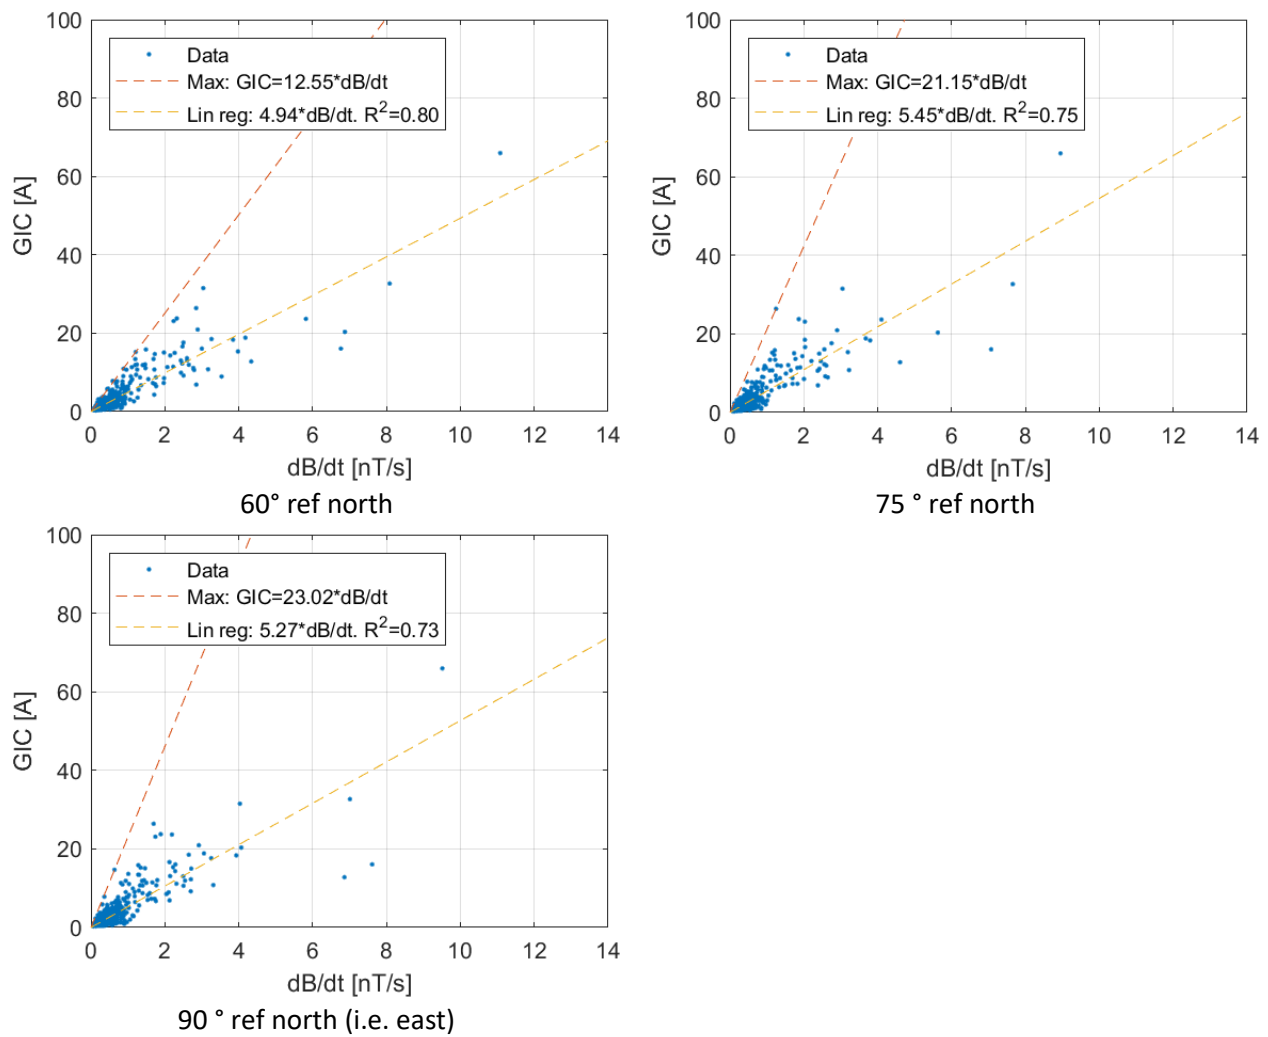 100
80
60
40
20
0
GIC [A]
Data
Max: GIC=12.55*dB/dt
Lin reg: 4.94*dB/dt. R²=0.80
0 2 4 6 8 10 12 14
dB/dt [nT/s]
60° ref north
100
80
60
40
20
0
GIC [A]
Data
Max: GIC=21.15*dB/dt
Lin reg: 5.45*dB/dt. R²=0.75
0 2 4 6 8 10 12 14
dB/dt [nT/s]
75 ° ref north
100
80
60
40
20
0
GIC [A]
Data
Max: GIC=23.02*dB/dt
Lin reg: 5.27*dB/dt. R²=0.73
0 2 4 6 8 10 12 14
dB/dt [nT/s]
90 ° ref north (i.e. east)